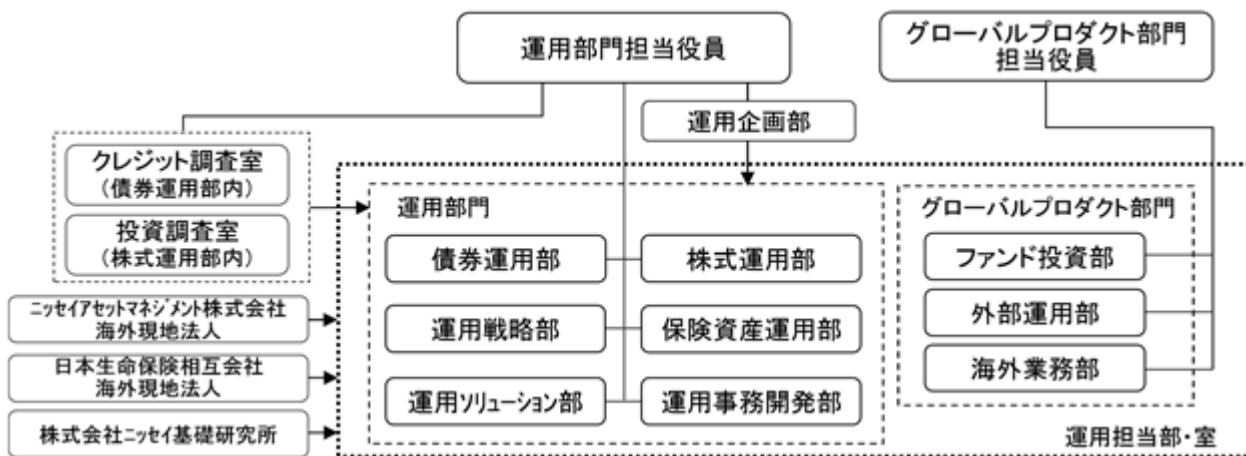 運用部門担当役員
グローバルプロダクト部門
担当役員
運用企画部
クレジット調査室
(債券運用部内)
投資調査室
(株式運用部内)
運用部門
債券運用部
株式運用部
運用戦略部
保険資産運用部
運用ソリューション部
運用事務開発部
グローバルプロダクト部門
ファンド投資部
外部運用部
海外業務部
ニッセイアセットマネジメント株式会社
海外現地法人
日本生命保険相互会社
海外現地法人
株式会社ニッセイ基礎研究所
運用担当部・室